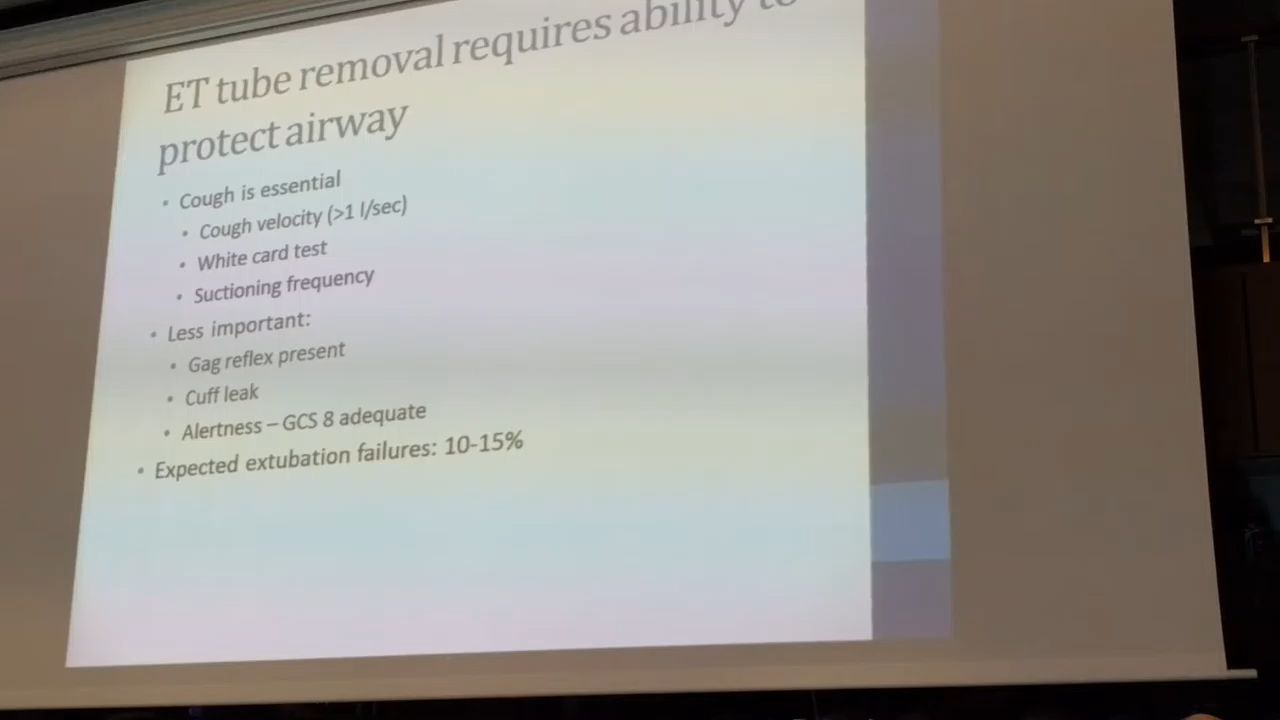 ET tube removal requires ability to
protect airway
• Cough is essential
• Cough velocity (>1 l/sec)
• White card test
• Suctioning frequency
• Less important:
• Gag reflex present
• Cuff leak
• Alertness – GCS 8 adequate
• Expected extubation failures: 10-15%